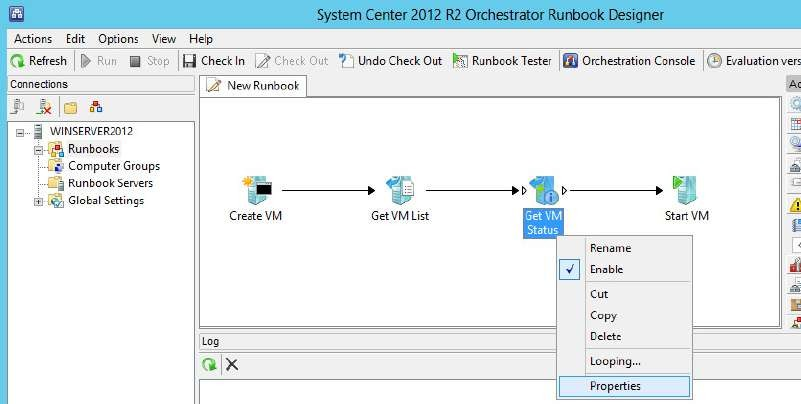 System Center 2012 R2 Orchestrator Runbook Designer
Actions Edit Options View Help
Refresh Run Stop Check In Check Out Undo Check Out Runbook Tester Orchestration Console Evaluation vers
Connections
New Runbook
WINSERVER2012
Runbooks
Computer Groups
Runbook Servers
Global Settings
Create VM Get VM List Get VM Status Start VM
Rename
Enable
Cut
Copy
Delete
Looping...
Properties
Log